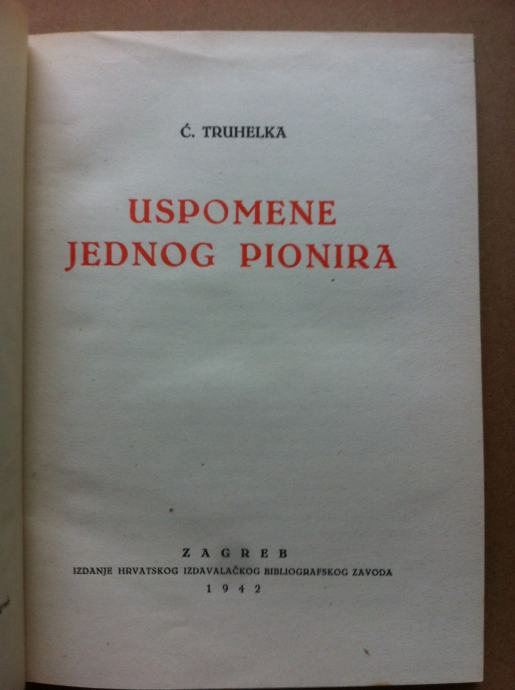 Ć. TRUHELKA
USPOMENE
JEDNOG PIONIRA
ZAGREB
IZDANJE HRVATSKOG IZDAVALAČKOG BIBLIOGRAFSKOG ZAVODA
1942